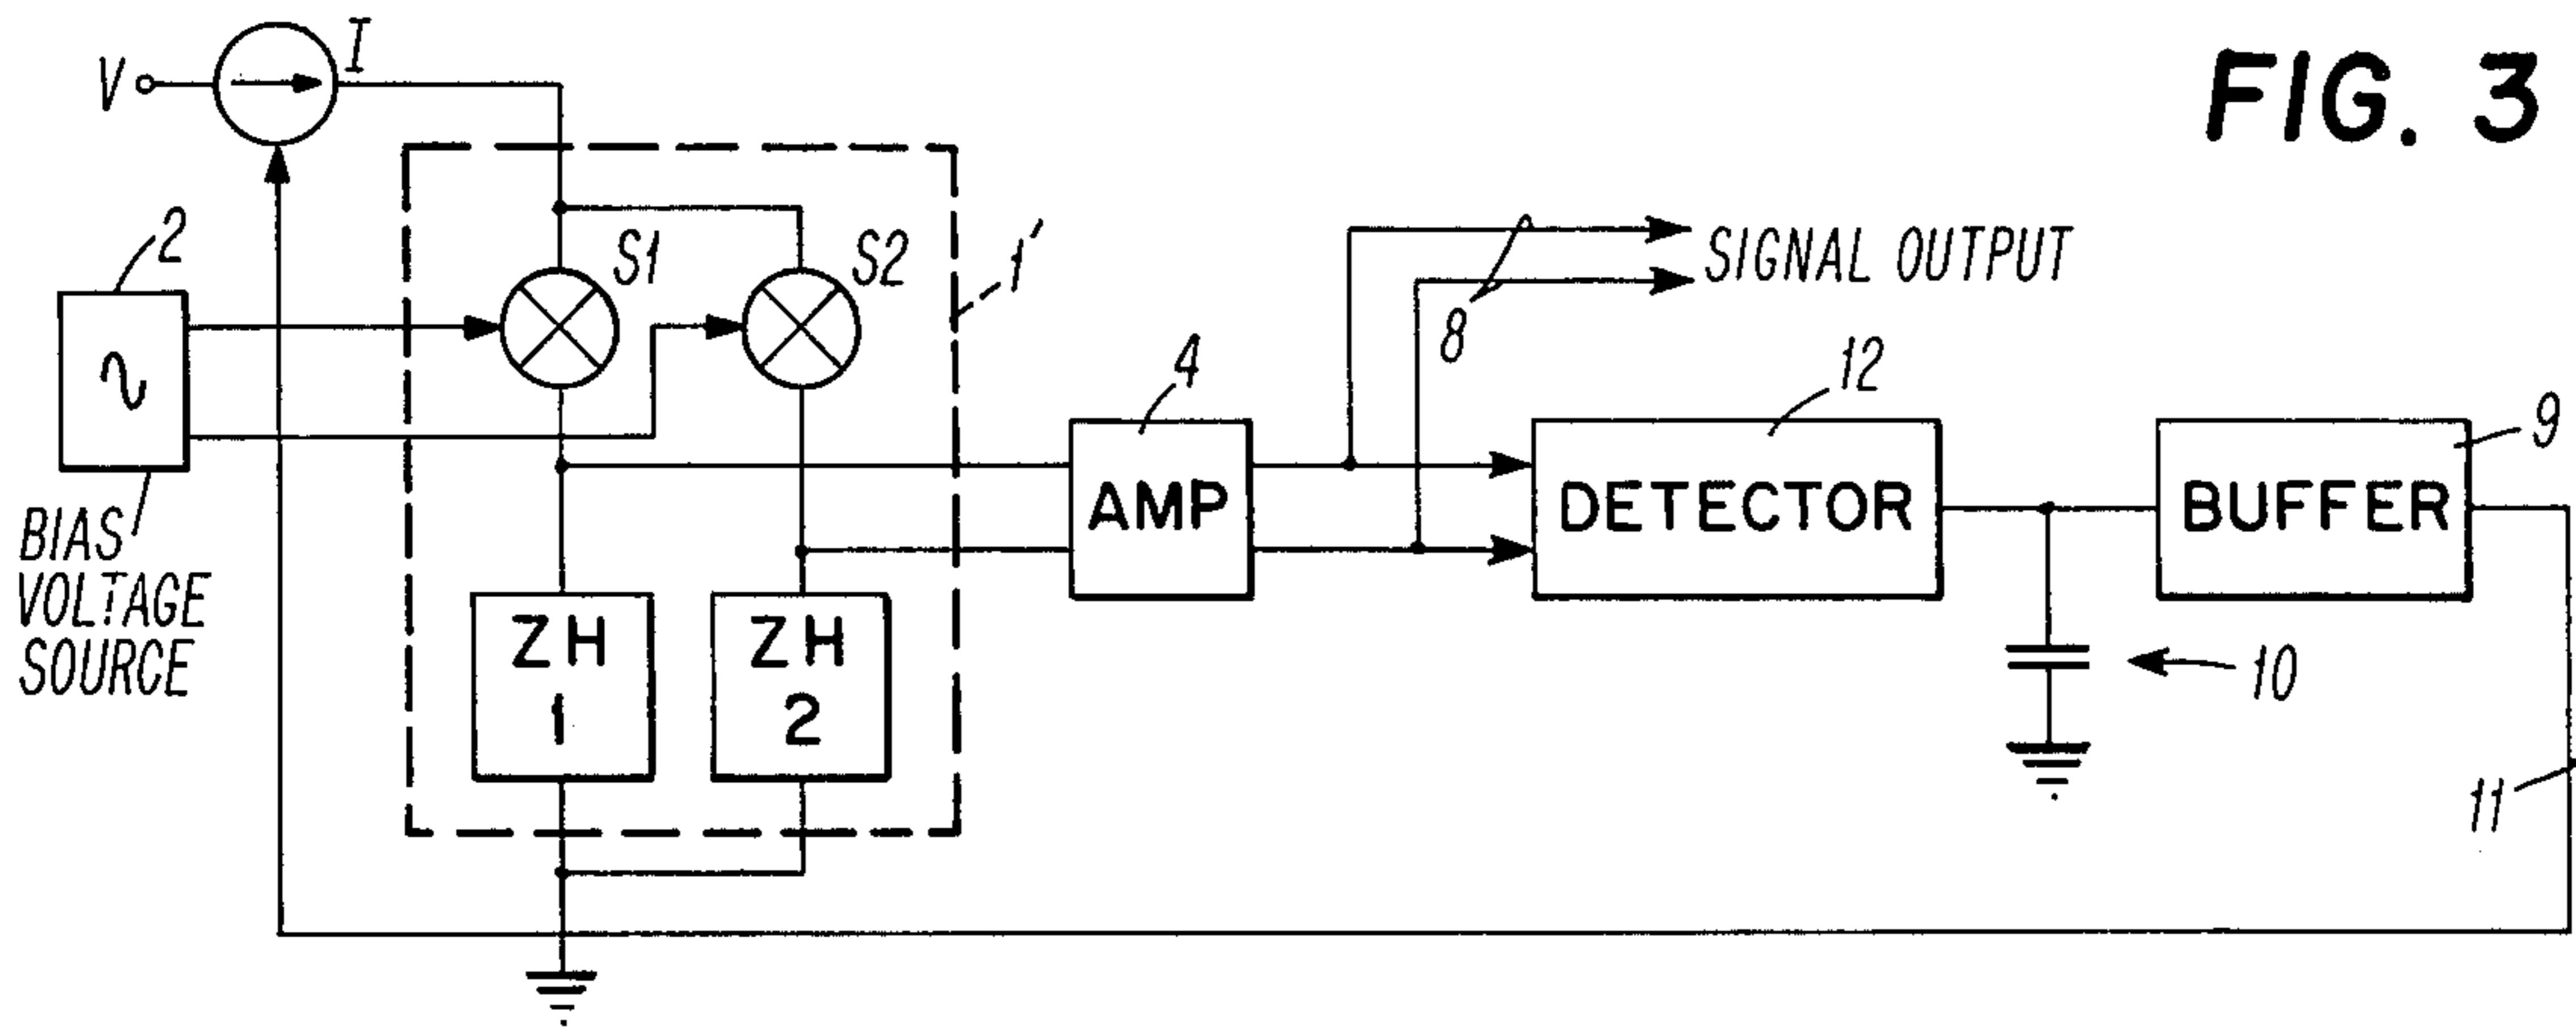 FIG. 3
V
I
2
S1
S2
1'
SIGNAL OUTPUT
8
4
12
9
AMP
DETECTOR
BUFFER
BIAS
VOLTAGE
SOURCE
ZH
1
ZH
2
10
11